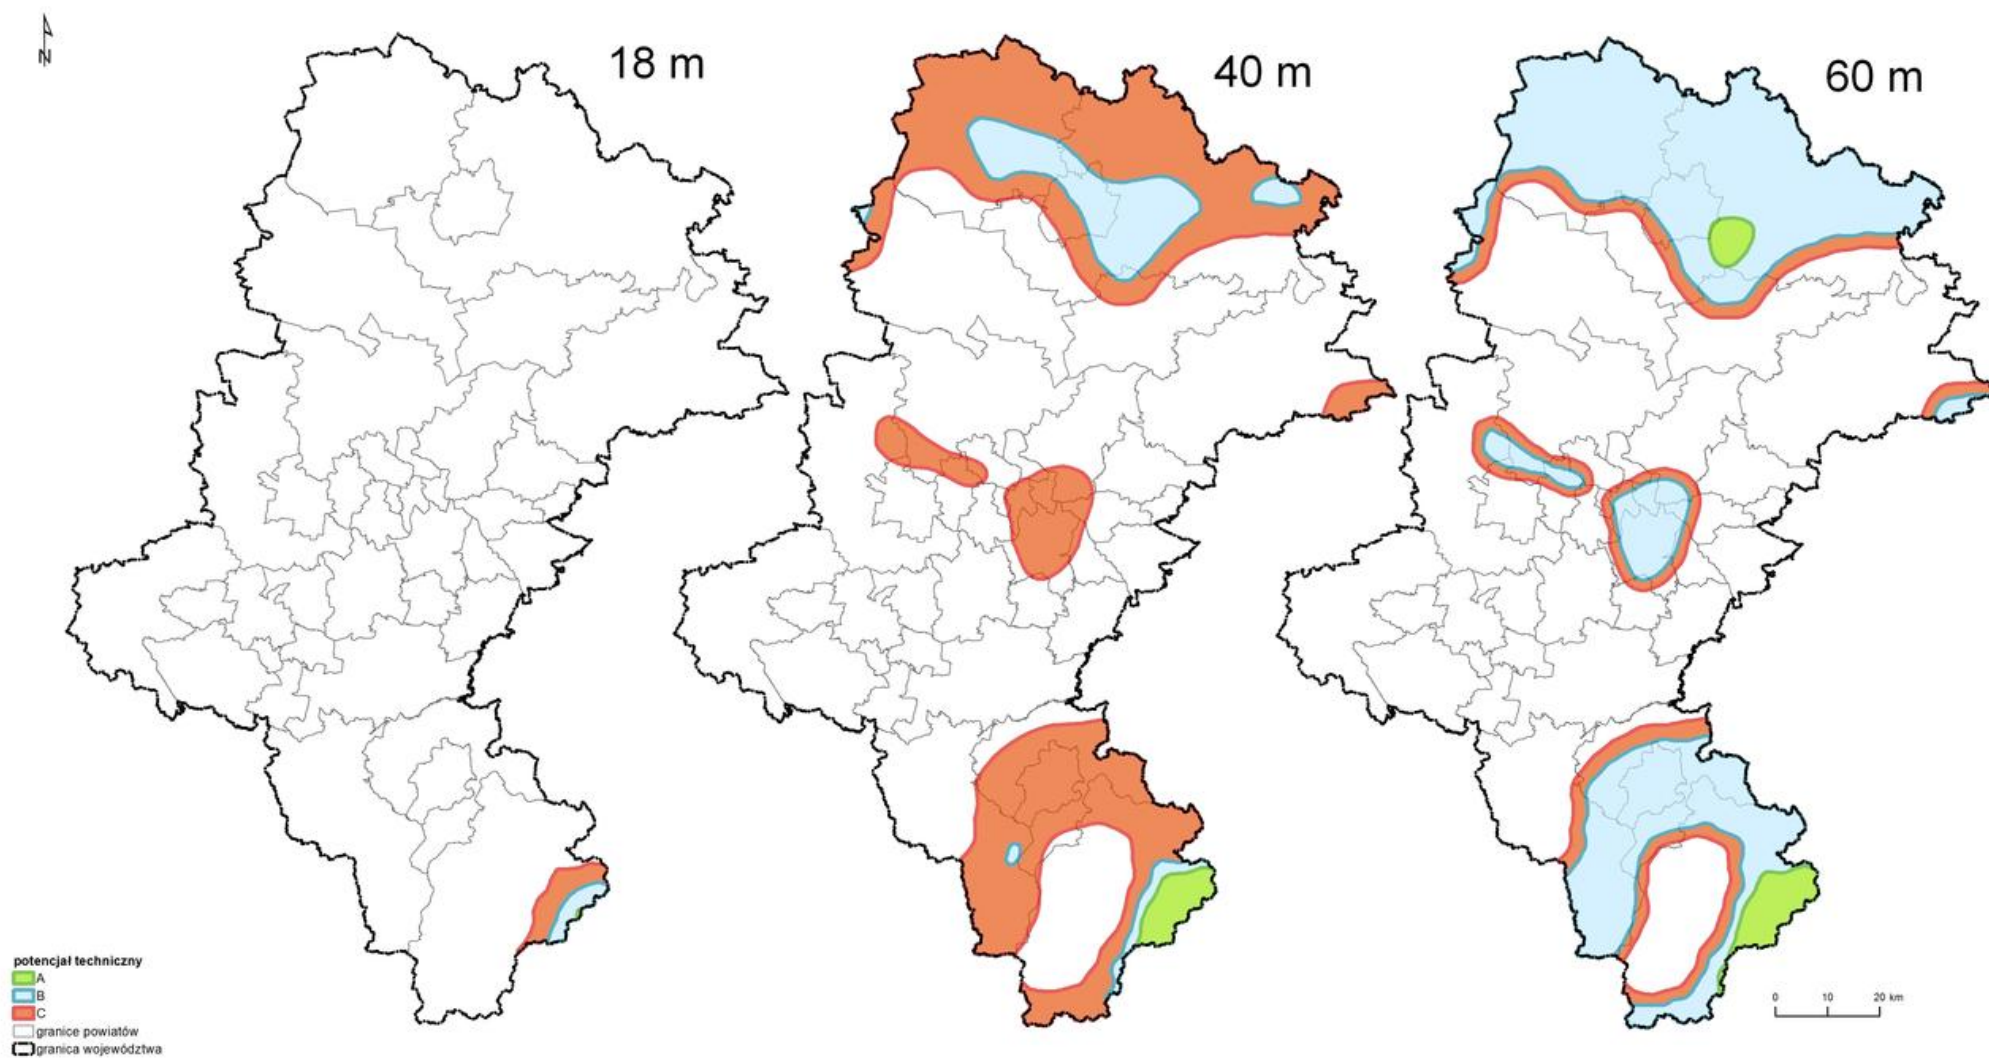 N
18 m
40 m
60 m
potencjał techniczny
A
B
C
granice powiatów
granica województwa
0 10 20 km